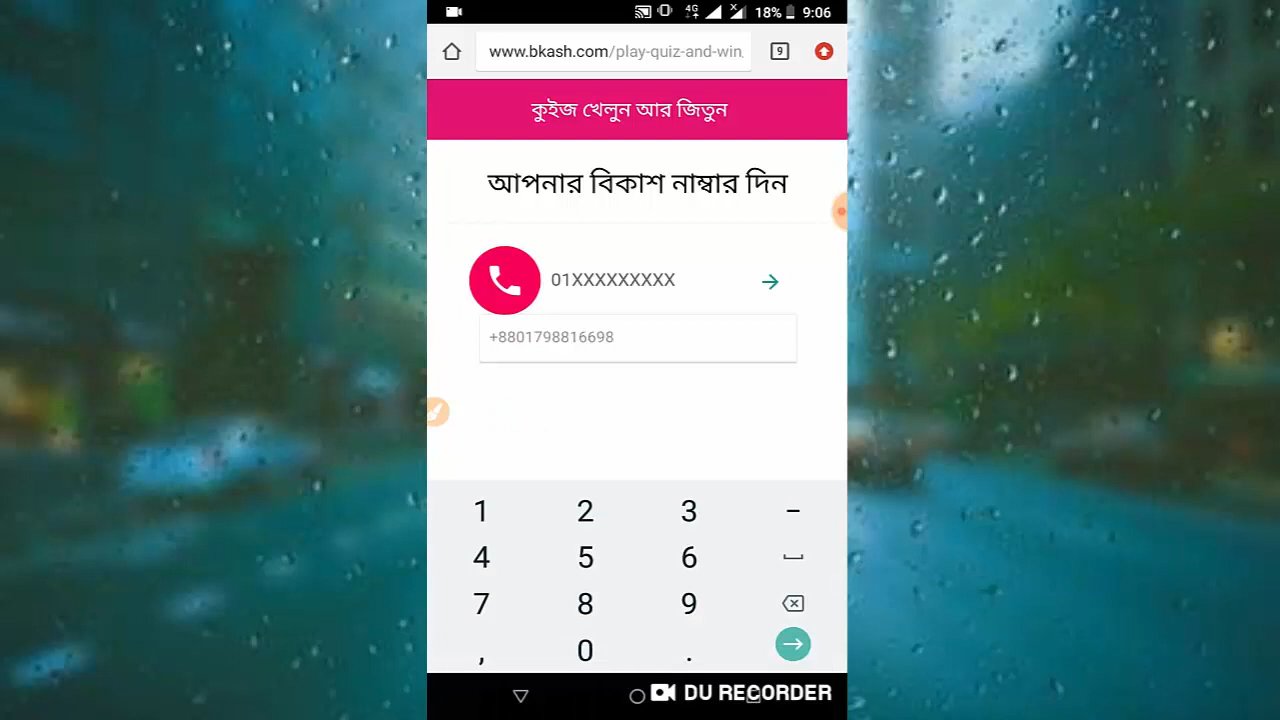 4G
18%
9:06
www.bkash.com/play-quiz-and-win
9
কুইজ খেলুন আর জিতুন
আপনার বিকাশ নাম্বার দিন
01XXXXXXXXX
+8801798816698
1 2 3 –
4 5 6
7 8 9
, 0 .
DU RECORDER